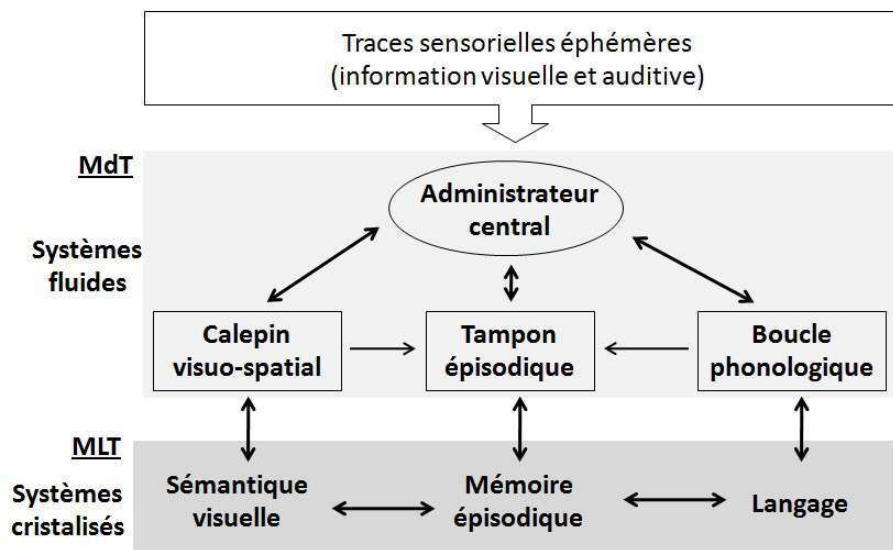 Traces sensorielles éphémères
(information visuelle et auditive)
MdT
Administrateur
central
Systèmes
fluides
Calepin
visuo-spatial
Tampon
épisodique
Boucle
phonologique
MLT
Systèmes
cristalisés
Sémantique
visuelle
Mémoire
épisodique
Langage